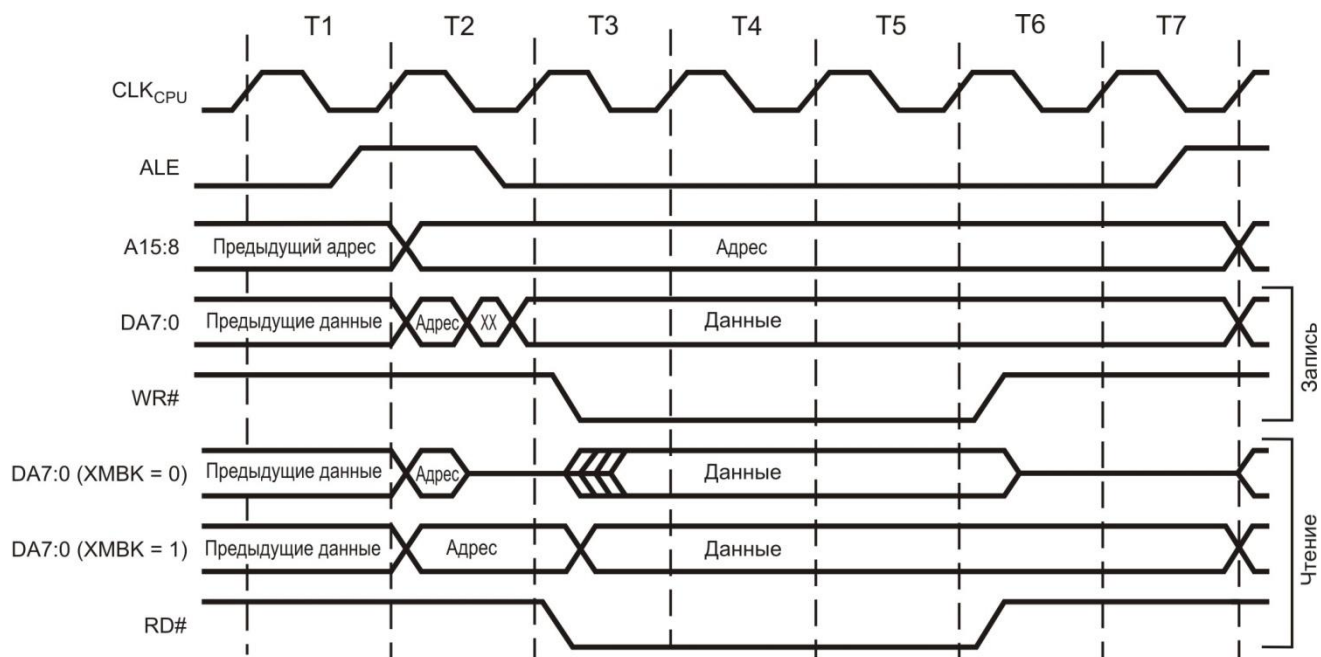 T1 T2 T3 T4 T5 T6 T7
CLKCPU
ALE
A15:8 Предыдущий адрес Адрес
DA7:0 Предыдущие данные Адрес XX Данные
WR#
Запись
DA7:0 (XMBK = 0) Предыдущие данные Адрес Данные
DA7:0 (XMBK = 1) Предыдущие данные Адрес Данные
RD#
Чтение